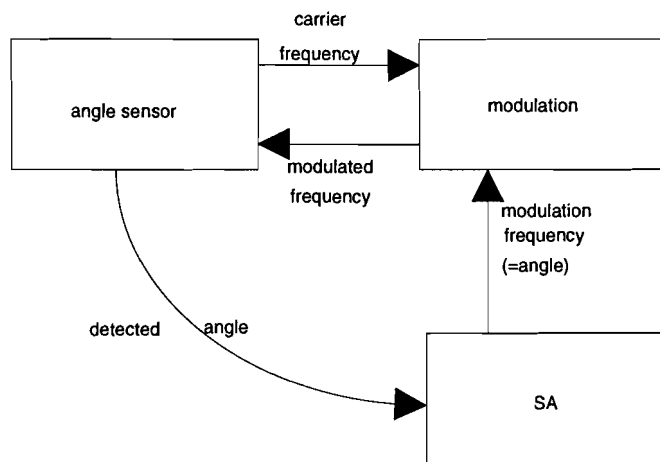 carrier
frequency
angle sensor
modulation
modulated
frequency
modulation
frequency
(=angle)
detected angle
SA